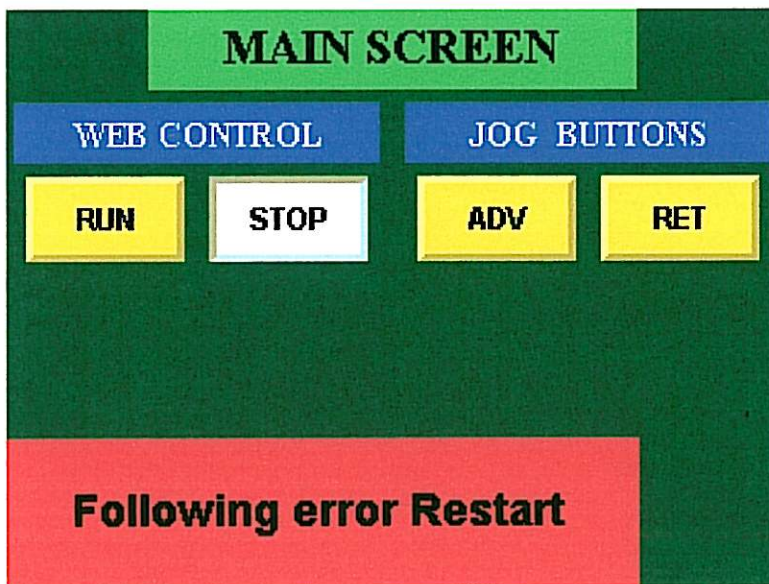 MAIN SCREEN
WEB CONTROL
JOG BUTTONS
RUN
STOP
ADV
RET
Following error Restart